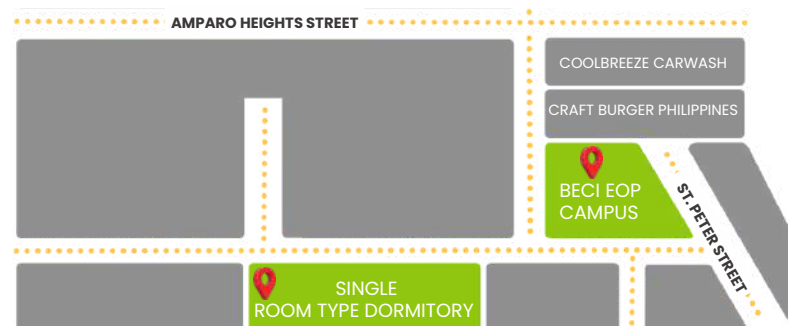 AMPARO HEIGHTS STREET
COOLBREEZE CARWASH
CRAFT BURGER PHILIPPINES
BECI EOP
CAMPUS
ST. PETER STREET
SINGLE
ROOM TYPE DORMITORY